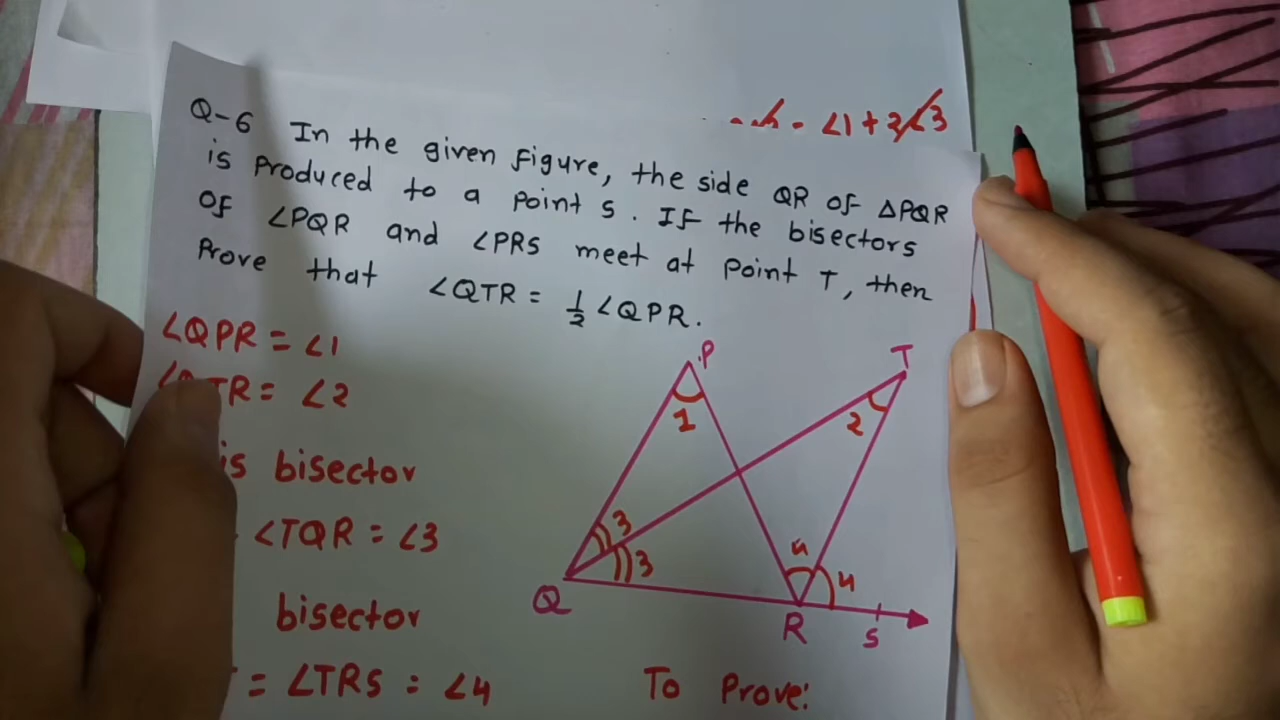 ∠1 + 2∠3
Q-6 In the given figure, the side QR of △PQR
is produced to a point S. If the bisectors
of ∠PQR and ∠PRS meet at point T, then
Prove that ∠QTR = 1/2 ∠QPR.
∠QPR = ∠1
TR = ∠2
is bisector
∠TQR = ∠3
bisector
= ∠TRS = ∠4
P
T
1
2
3
3
4
4
Q
R
S
To Prove: